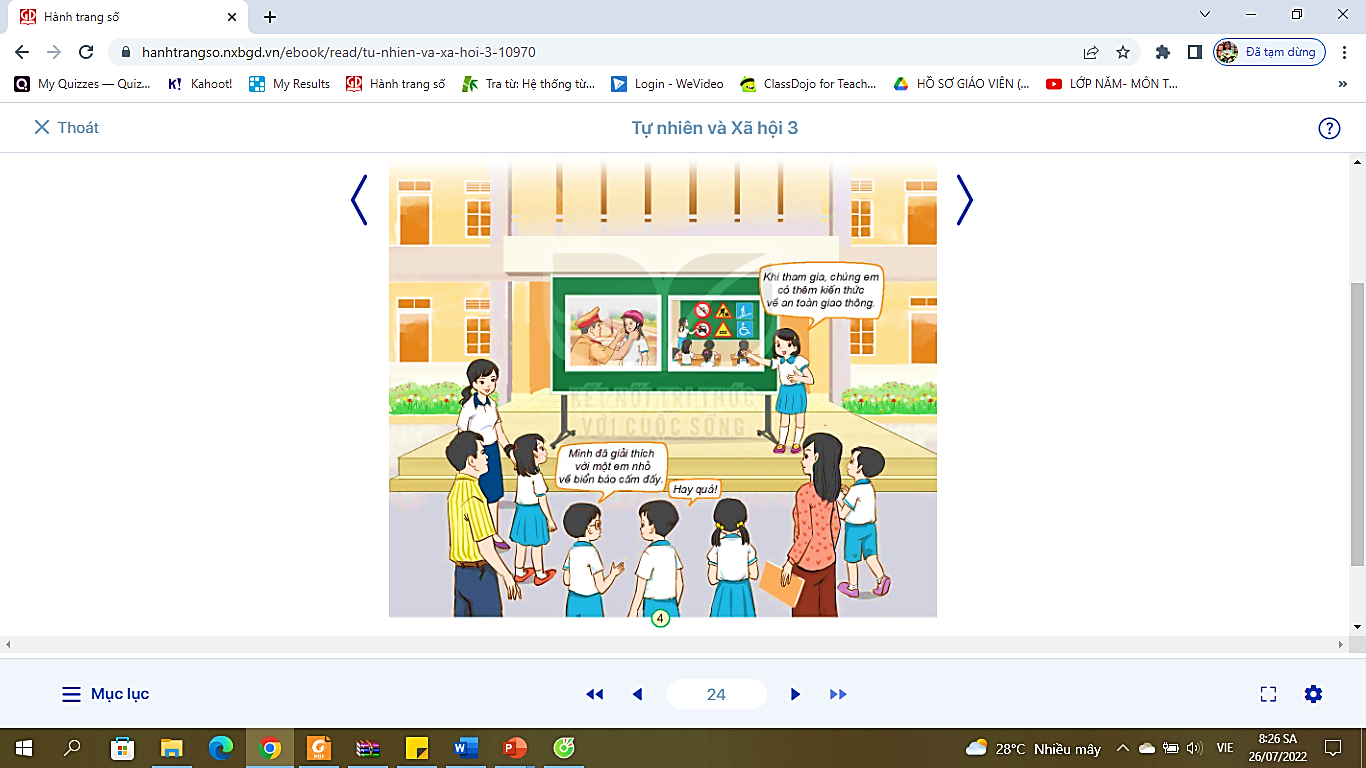 Hành trang số
hanhtrangso.nxbgd.vn/ebook/read/tu-nhien-va-xa-hoi-3-10970
Đã tạm dừng
My Quizzes — Quiz...
Kahoot!
My Results
Hành trang số
Tra từ: Hệ thống từ...
Login - WeVideo
ClassDojo for Teach...
HỒ SƠ GIÁO VIÊN (...
LỚP NĂM- MÔN T...
Thoát
Tự nhiên và Xã hội 3
Khi tham gia, chúng em
có thêm kiến thức
về an toàn giao thông.
KẾT NỐI TRI THỨC
VỚI CUỘC SỐNG
Mình đã giải thích
với một em nhỏ
về biển báo cấm đấy.
Hay quá!
4
Mục lục
24
28°C Nhiều mây
VIE
8:26 SA
26/07/2022